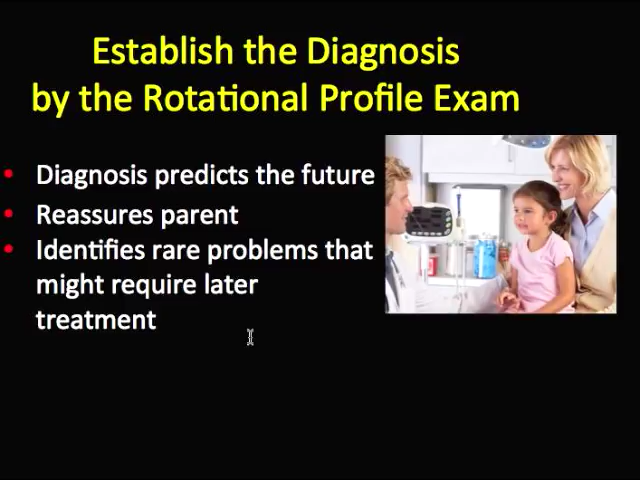 Establish the Diagnosis
by the Rotational Profile Exam
• Diagnosis predicts the future
• Reassures parent
• Identifies rare problems that
might require later
treatment